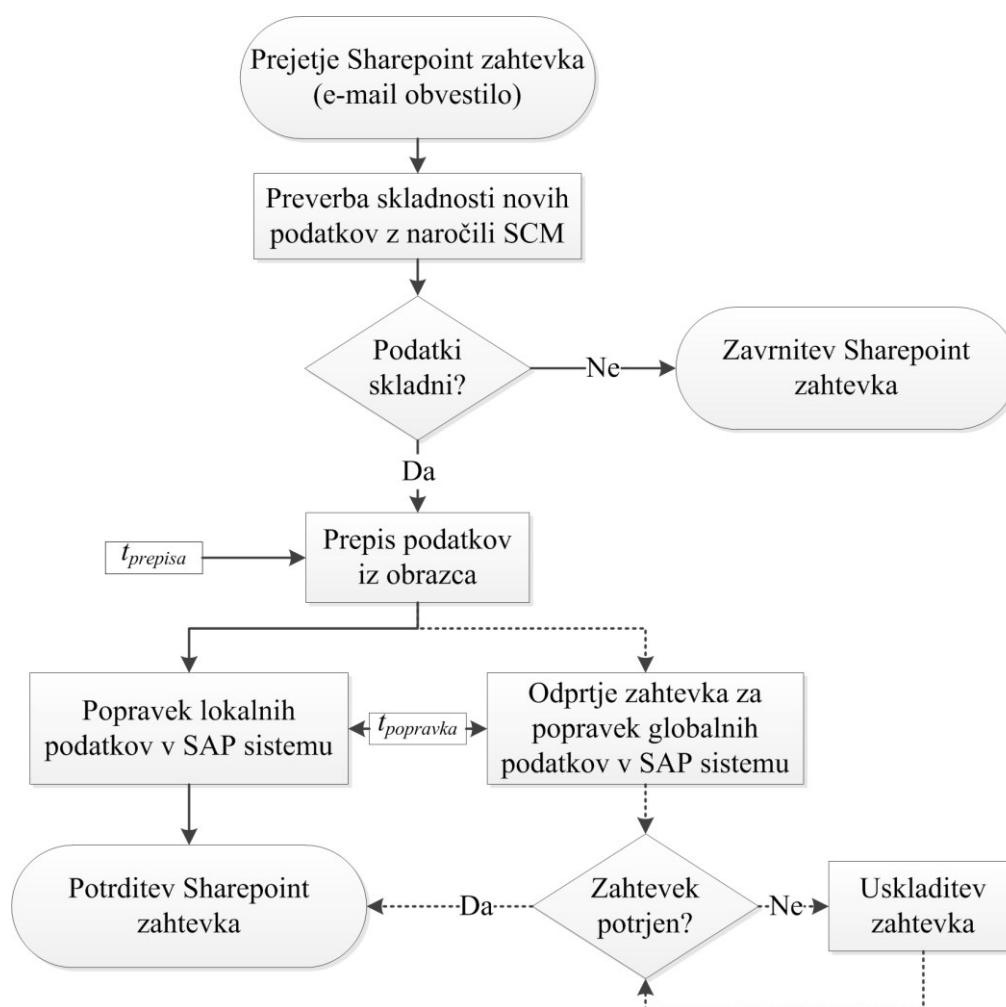 Prejetje Sharepoint zahtevka
(e-mail obvestilo)
Preverba skladnosti novih
podatkov z naročili SCM
Podatki
skladni?
Ne
Zavrnitev Sharepoint
zahtevka
Da
t prepisa
Prepis podatkov
iz obrazca
Popravek lokalnih
podatkov v SAP sistemu
t popravka
Odprtje zahtevka za
popravek globalnih
podatkov v SAP sistemu
Potrditev Sharepoint
zahtevka
Da
Zahtevek
potrjen?
Ne
Uskladitev
zahtevka